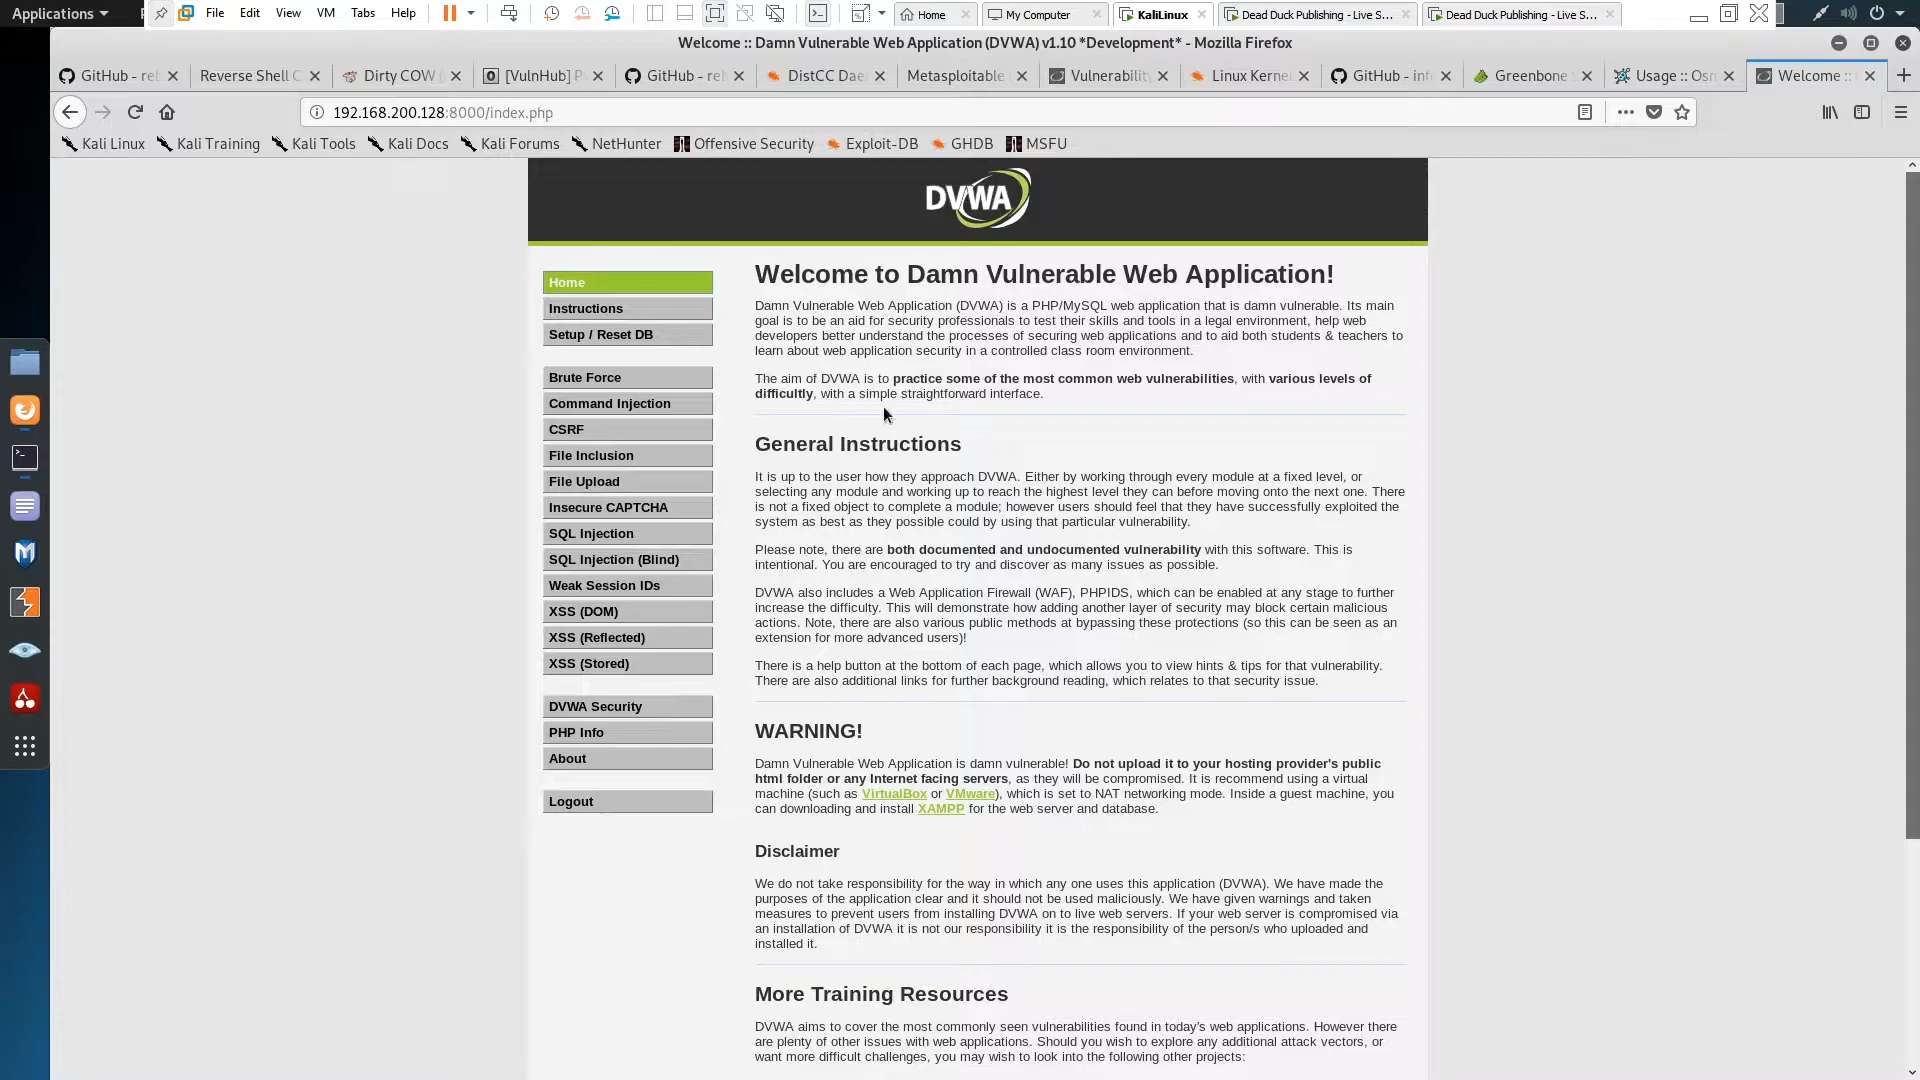 Applications
File Edit View VM Tabs Help
Home
My Computer
KaliLinux
Dead Duck Publishing - Live S...
Dead Duck Publishing - Live S...
Welcome :: Damn Vulnerable Web Application (DVWA) v1.10 *Development* - Mozilla Firefox
GitHub - reb
Reverse Shell C
Dirty COW
[VulnHub] P
GitHub - reb
DistCC Dae
Metasploitable
Vulnerability
Linux Kerne
GitHub - inf
Greenbone
Usage :: Osm
Welcome ::
192.168.200.128:8000/index.php
Kali Linux
Kali Training
Kali Tools
Kali Docs
Kali Forums
NetHunter
Offensive Security
Exploit-DB
GHDB
MSFU
DVWA
Home
Instructions
Setup / Reset DB
Brute Force
Command Injection
CSRF
File Inclusion
File Upload
Insecure CAPTCHA
SQL Injection
SQL Injection (Blind)
Weak Session IDs
XSS (DOM)
XSS (Reflected)
XSS (Stored)
DVWA Security
PHP Info
About
Logout
Welcome to Damn Vulnerable Web Application!
Damn Vulnerable Web Application (DVWA) is a PHP/MySQL web application that is damn vulnerable. Its main
goal is to be an aid for security professionals to test their skills and tools in a legal environment, help web
developers better understand the processes of securing web applications and to aid both students & teachers to
learn about web application security in a controlled class room environment.
The aim of DVWA is to practice some of the most common web vulnerabilities, with various levels of
difficultly, with a simple straightforward interface.
General Instructions
It is up to the user how they approach DVWA. Either by working through every module at a fixed level, or
selecting any module and working up to reach the highest level they can before moving onto the next one. There
is not a fixed object to complete a module; however users should feel that they have successfully exploited the
system as best as they possible could by using that particular vulnerability.
Please note, there are both documented and undocumented vulnerability with this software. This is
intentional. You are encouraged to try and discover as many issues as possible.
DVWA also includes a Web Application Firewall (WAF), PHPIDS, which can be enabled at any stage to further
increase the difficulty. This will demonstrate how adding another layer of security may block certain malicious
actions. Note, there are also various public methods at bypassing these protections (so this can be seen as an
extension for more advanced users)!
There is a help button at the bottom of each page, which allows you to view hints & tips for that vulnerability.
There are also additional links for further background reading, which relates to that security issue.
WARNING!
Damn Vulnerable Web Application is damn vulnerable! Do not upload it to your hosting provider's public
html folder or any Internet facing servers, as they will be compromised. It is recommend using a virtual
machine (such as VirtualBox or VMware), which is set to NAT networking mode. Inside a guest machine, you
can downloading and install XAMPP for the web server and database.
Disclaimer
We do not take responsibility for the way in which any one uses this application (DVWA). We have made the
purposes of the application clear and it should not be used maliciously. We have given warnings and taken
measures to prevent users from installing DVWA on to live web servers. If your web server is compromised via
an installation of DVWA it is not our responsibility it is the responsibility of the person/s who uploaded and
installed it.
More Training Resources
DVWA aims to cover the most commonly seen vulnerabilities found in today's web applications. However there
are plenty of other issues with web applications. Should you wish to explore any additional attack vectors, or
want more difficult challenges, you may wish to look into the following other projects: